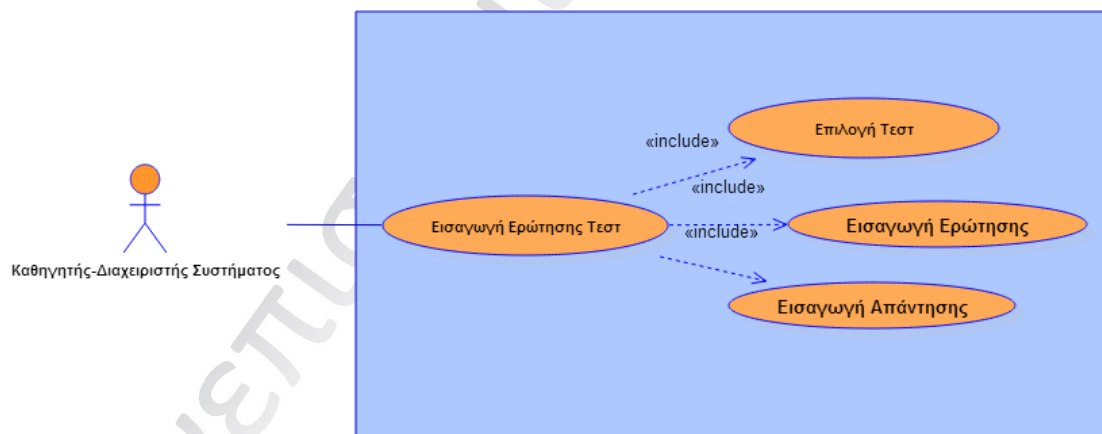 Επιλογή Τεστ
«include»
«include»
Εισαγωγή Ερώτησης Τεστ
Εισαγωγή Ερώτησης
«include»
Καθηγητής-Διαχειριστής Συστήματος
Εισαγωγή Απάντησης